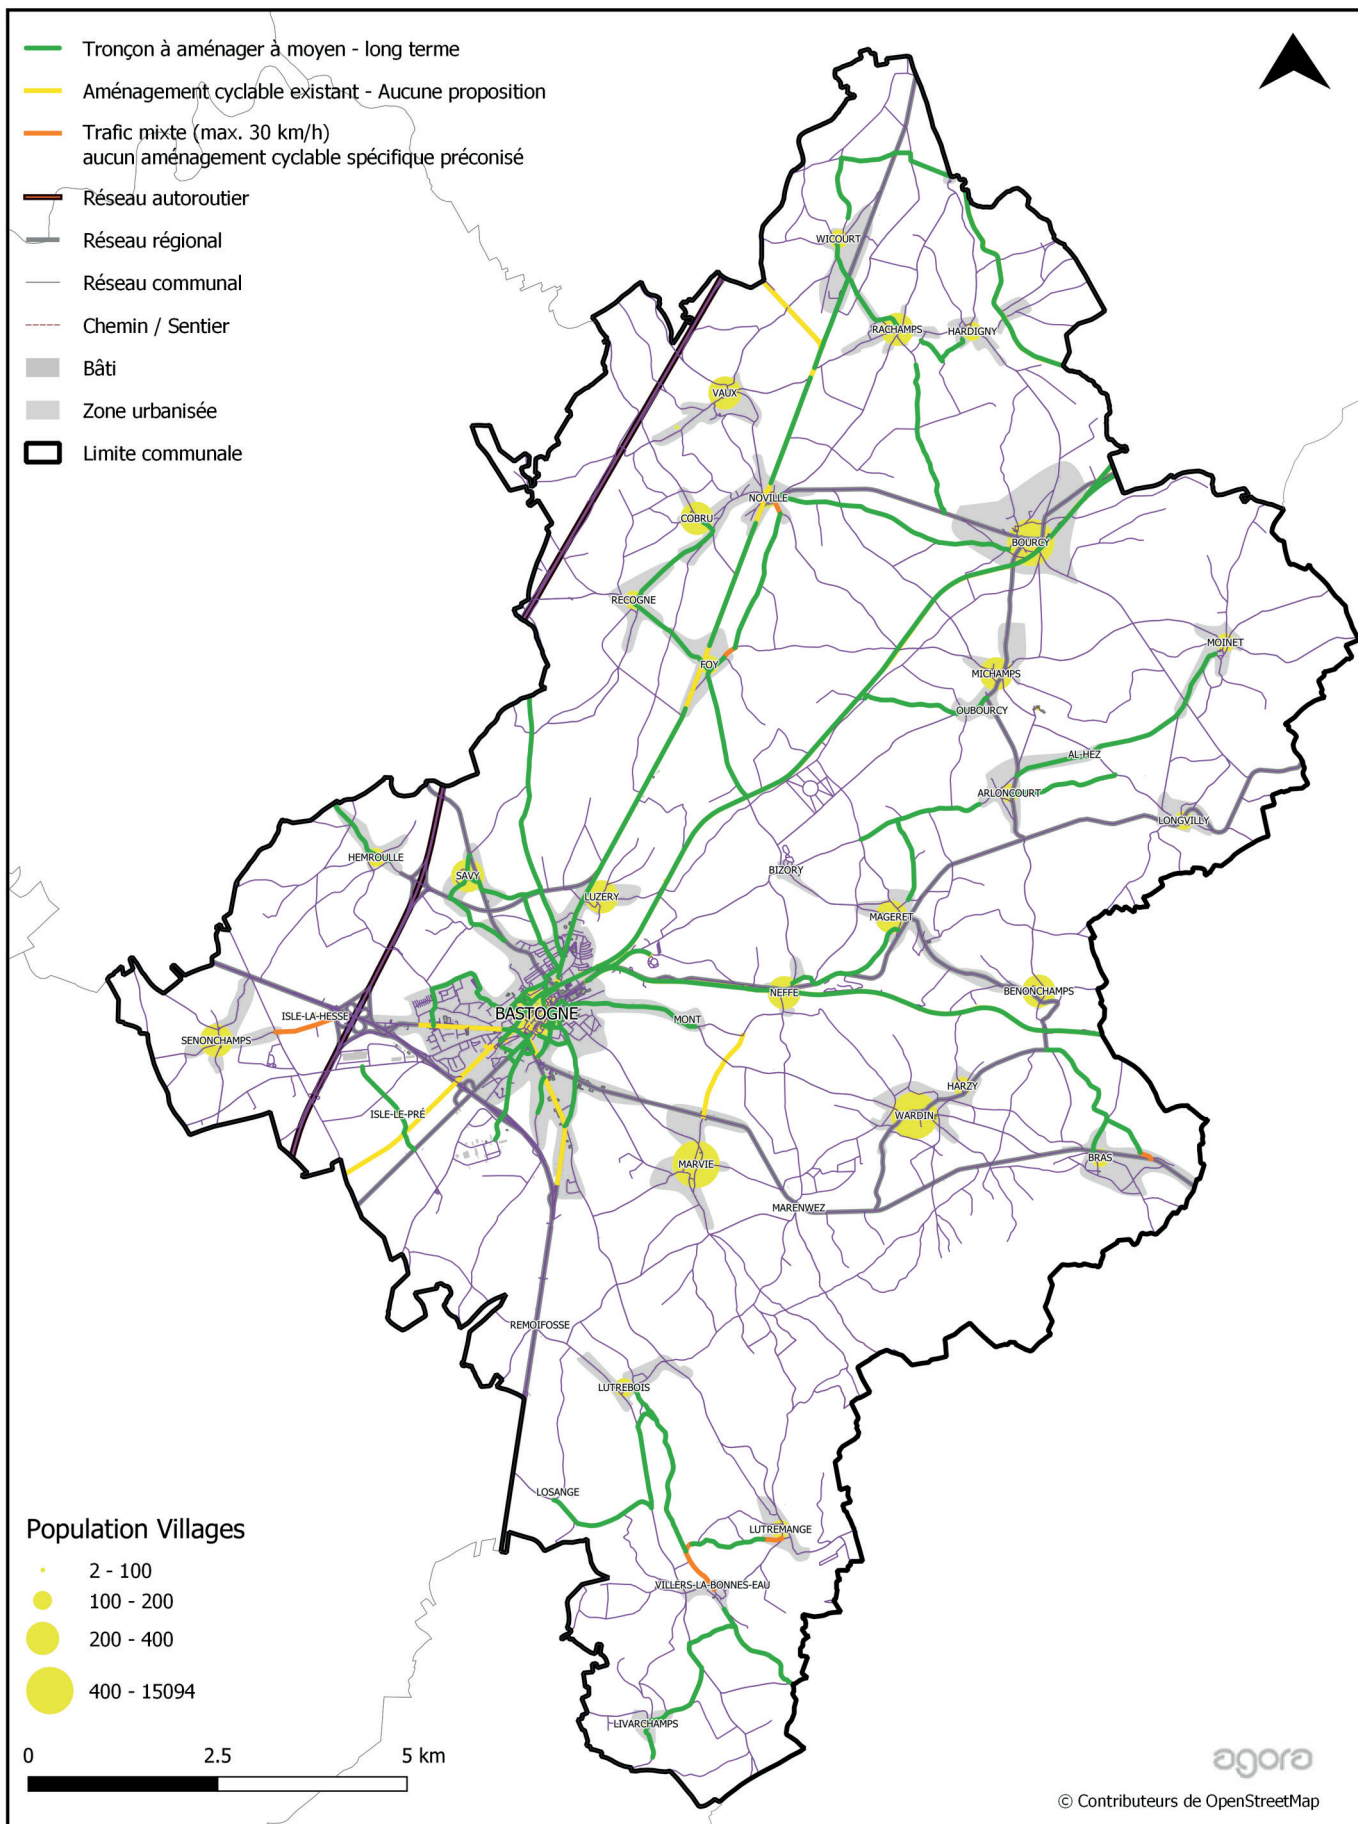 Tronçon à aménager à moyen - long terme
Aménagement cyclable existant - Aucune proposition
Trafic mixte (max. 30 km/h)
aucun aménagement cyclable spécifique préconisé
Réseau autoroutier
Réseau régional
Réseau communal
Chemin / Sentier
Bâti
Zone urbanisée
Limite communale
WICOURT
RACHAMPS
HARDIGNY
VAUX
NOVILLE
COBRU
BOURCY
RECOGNE
MOINET
FOY
MICHAMPS
OUBOURCY
AL-HEZ
ARLONCOURT
LONGVILLY
HEMROULLE
SAVY
BIZORY
LUZERY
MAGERET
NEFFE
BENONCHAMPS
ISLE-LA-HESSE
BASTOGNE
MONT
SENONCHAMPS
HARZY
ISLE-LE-PRÉ
WARDIN
BRAS
MARVIE
MARENWEZ
REMOIFOSSE
LUTREBOIS
LOSANGE
LUTREMANGE
VILLERS-LA-BONNES-EAU
LIVARCHAMPS
Population Villages
2 - 100
100 - 200
200 - 400
400 - 15094
0 2.5 5 km
agora
© Contributeurs de OpenStreetMap